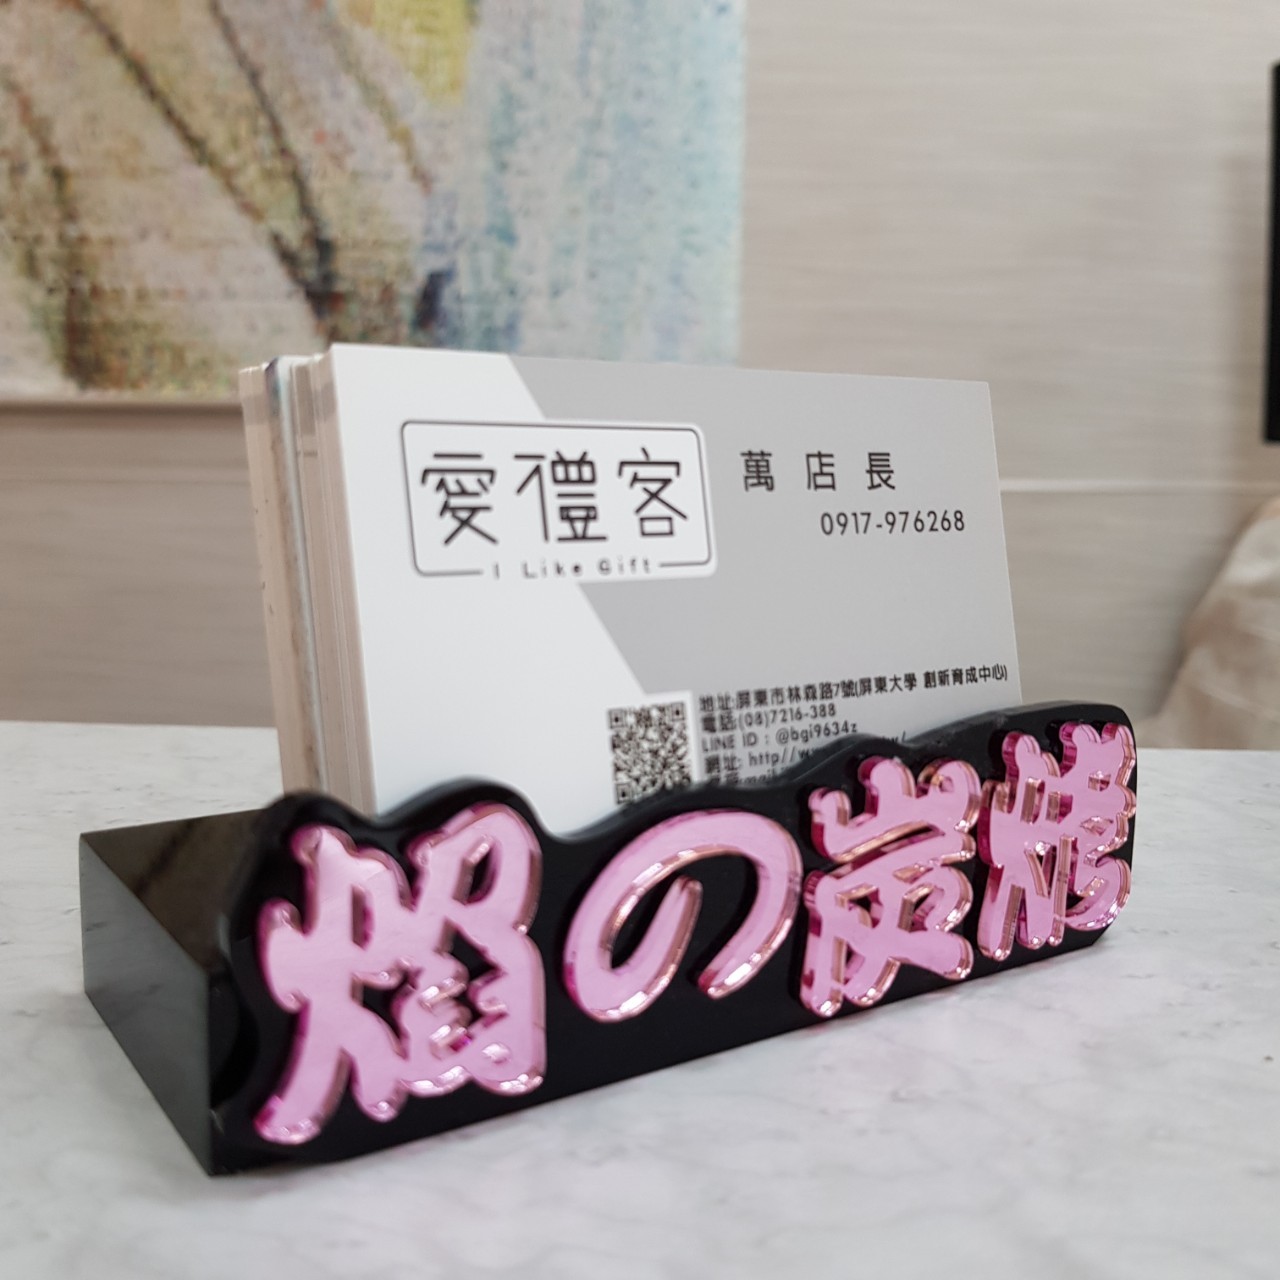 愛禮客
I Like Gift
萬店長
0917-976268
地址:屏東市林森路7號(屏東大學 創新育成中心)
電話:(08)7216-388
LINE ID : @bgi9634z
網址: http//w
の炭烤